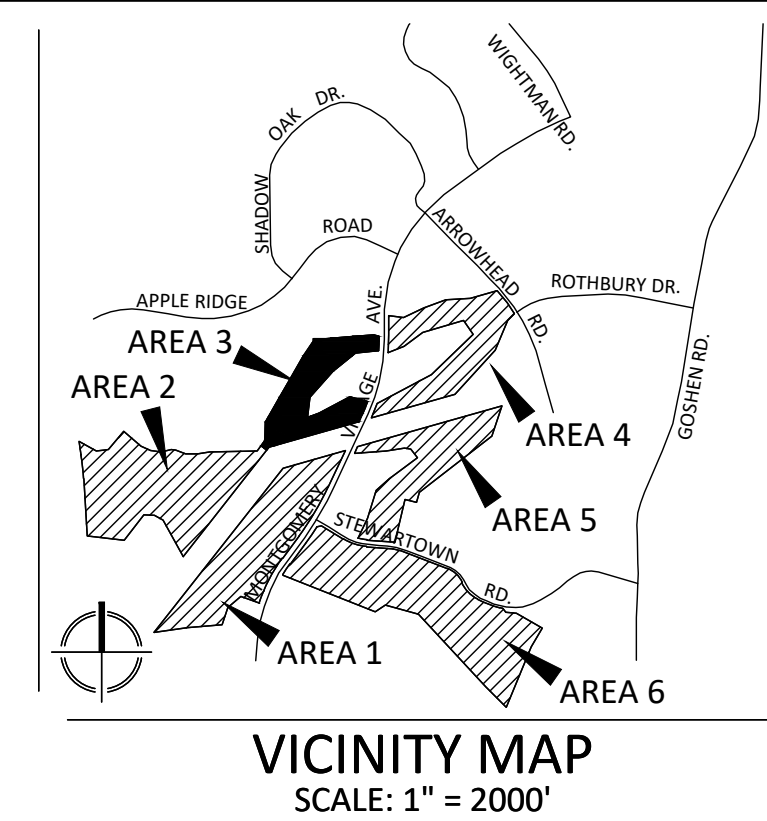 WIGHTMAN RD.
SHADOW OAK DR.
ARROWHEAD RD.
ROAD
ROTHBURY DR.
APPLE RIDGE
AVE.
AREA 3
GOSHEN RD.
AREA 2
AREA 4
AREA 5
MONTGOMERY
STEWARTOWN RD.
AREA 1
AREA 6
VICINITY MAP
SCALE: 1" = 2000'